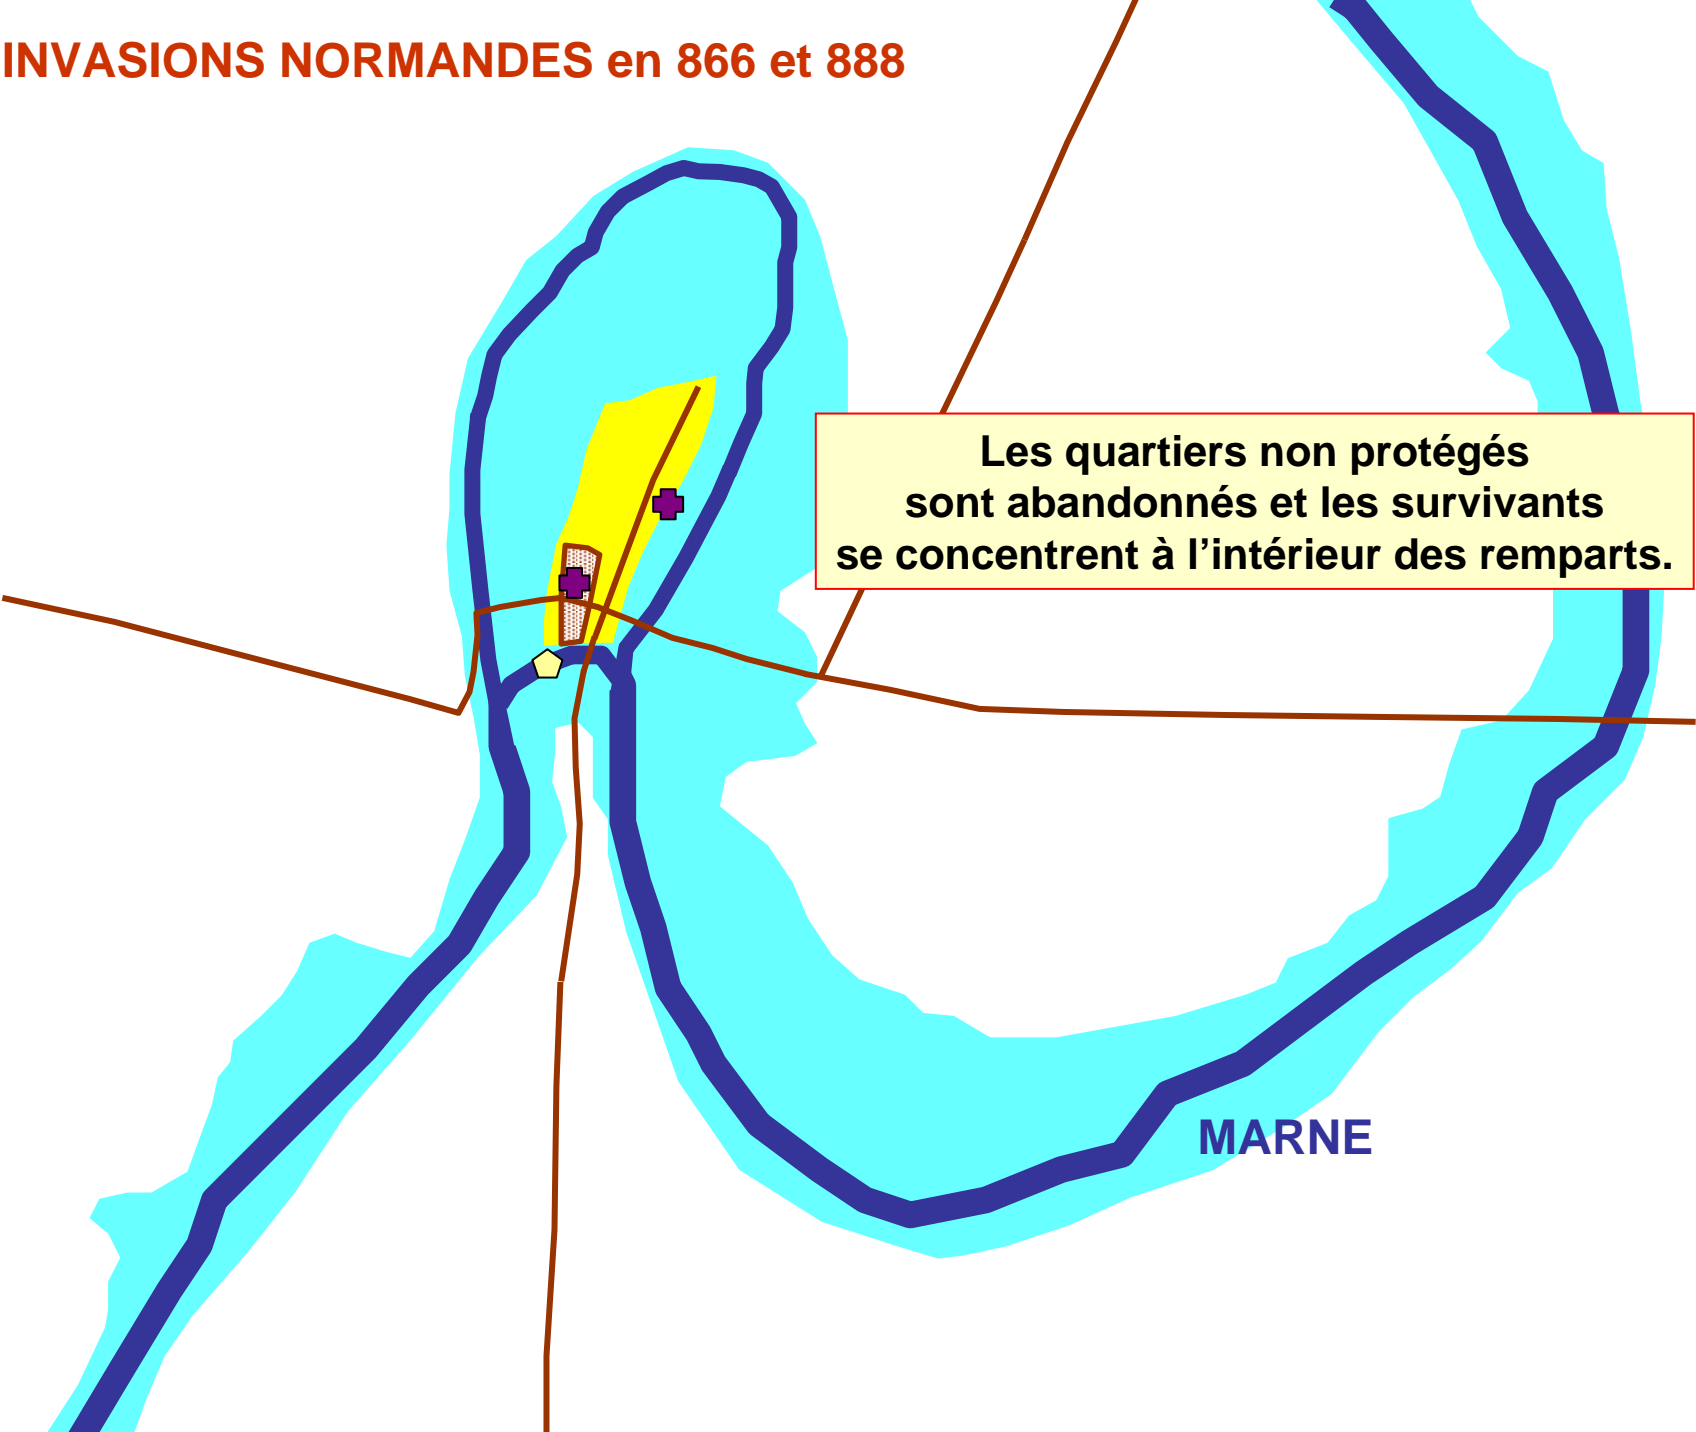 INVASIONS NORMANDES en 866 et 888
Les quartiers non protégés
sont abandonnés et les survivants
se concentrent à l’intérieur des remparts.
MARNE